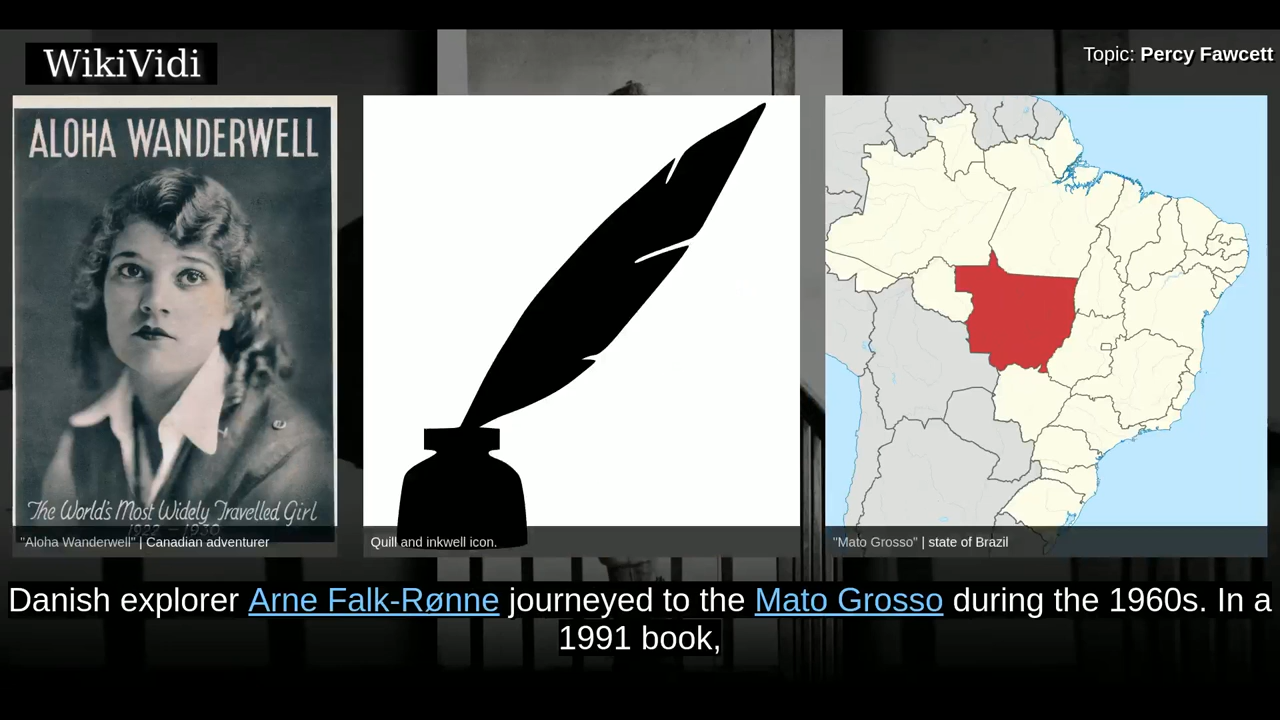 WikiVidi
Topic: Percy Fawcett
ALOHA WANDERWELL
The World's Most Widely Travelled Girl
1922 – 1930
"Aloha Wanderwell" | Canadian adventurer
Quill and inkwell icon.
"Mato Grosso" | state of Brazil
Danish explorer Arne Falk-Rønne journeyed to the Mato Grosso during the 1960s. In a
1991 book,